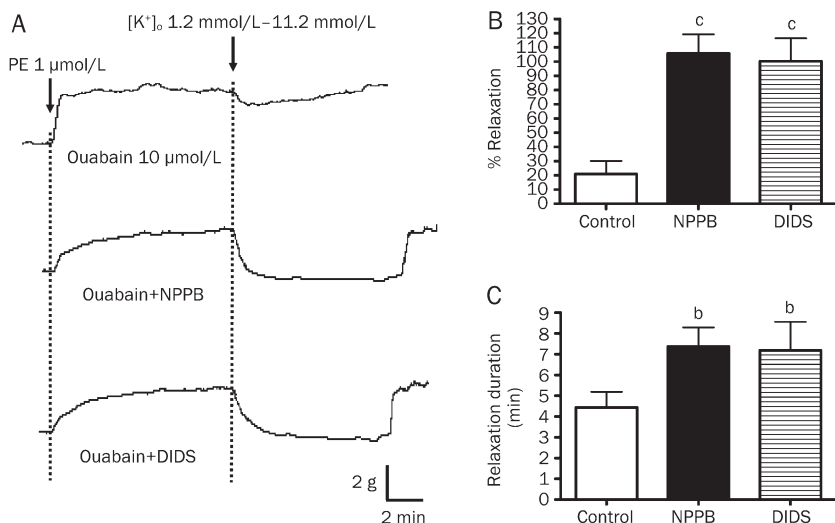 A
[K⁺]ₒ 1.2 mmol/L–11.2 mmol/L
PE 1 µmol/L
Ouabain 10 µmol/L
Ouabain+NPPB
Ouabain+DIDS
2 g
2 min
B
% Relaxation
130
120
110
100
90
80
70
60
50
40
30
20
10
0
c
c
Control NPPB DIDS
C
Relaxation duration
(min)
9
8
7
6
5
4
3
2
1
0
b
b
Control NPPB DIDS